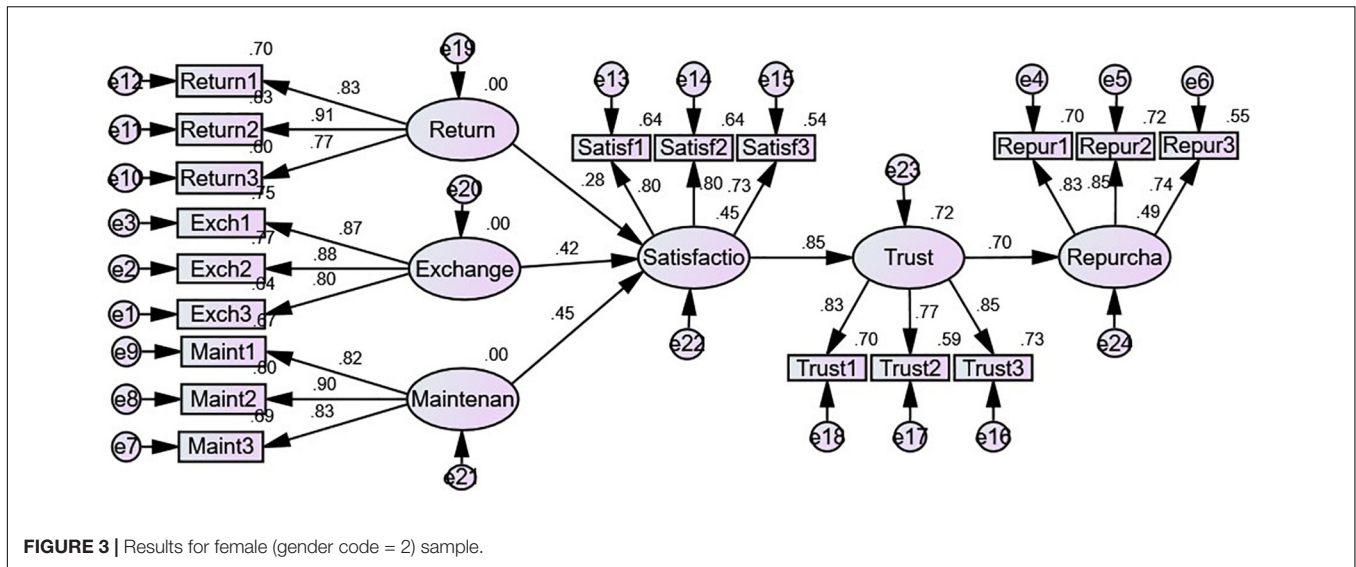 .70
e12 Return1 .83
.83
e11 Return2 .91
.60
e10 Return3 .77
e19 .00
Return
.75
e3 Exch1 .87
.77
e2 Exch2 .88
.64
e1 Exch3 .80
e20 .00
Exchange
.67
e9 Maint1 .82
.80
e8 Maint2 .90
.69
e7 Maint3 .83
.00
Maintenan
e21
.28
.42
.45
e13 e14 e15
.64 .64 .54
Satisf1 Satisf2 Satisf3
.80 .80 .73
.45
Satisfactio
e22
.85
e23
.72
Trust
.83 .77 .85
.70 .59 .73
Trust1 Trust2 Trust3
e18 e17 e16
.70
e4 e5 e6
.70 .72 .55
Repur1 Repur2 Repur3
.83 .85 .74
.49
Repurcha
e24
FIGURE 3 | Results for female (gender code = 2) sample.